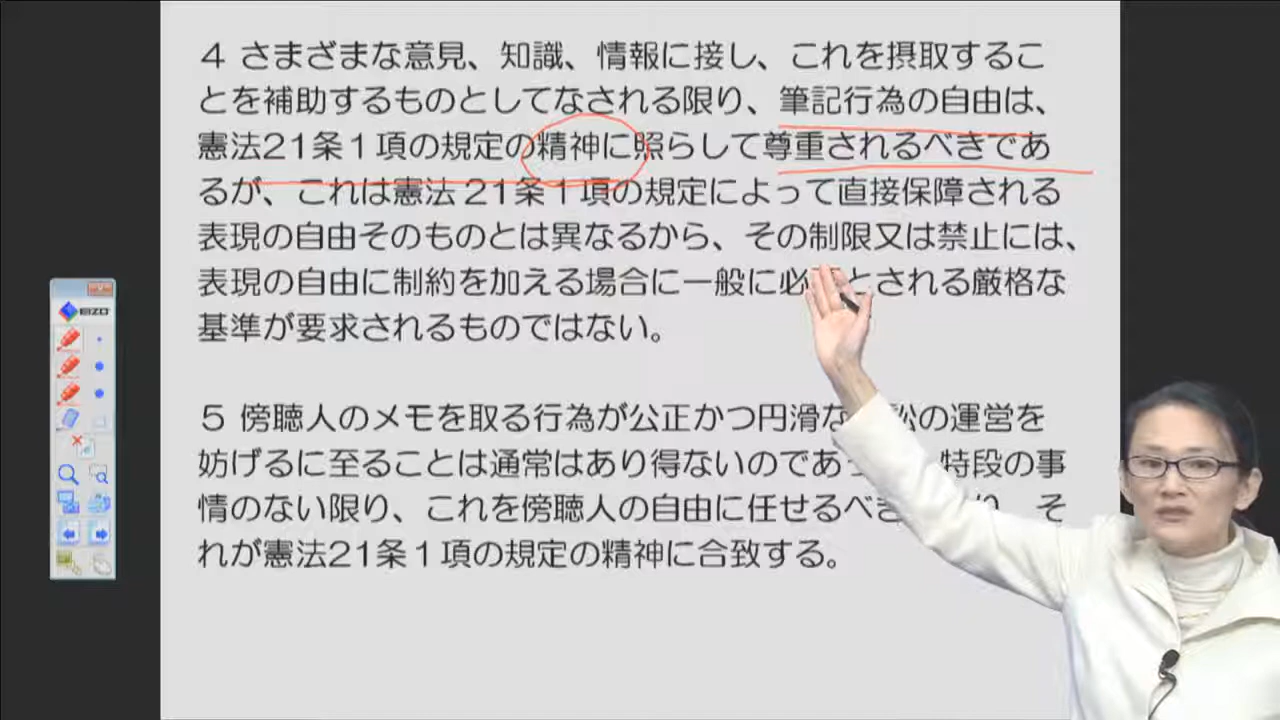 ４ さまざまな意見、知識、情報に接し、これを摂取するこ
とを補助するものとしてなされる限り、筆記行為の自由は、
憲法21条１項の規定の精神に照らして尊重されるべきであ
るが、これは憲法 21条１項の規定によって直接保障される
表現の自由そのものとは異なるから、その制限又は禁止には、
表現の自由に制約を加える場合に一般に必 とされる厳格な
基準が要求されるものではない。
５ 傍聴人のメモを取る行為が公正かつ円滑な 訟の運営を
妨げるに至ることは通常はあり得ないのであっ 特段の事
情のない限り、これを傍聴人の自由に任せるべき り、そ
れが憲法21条１項の規定の精神に合致する。
EIZO